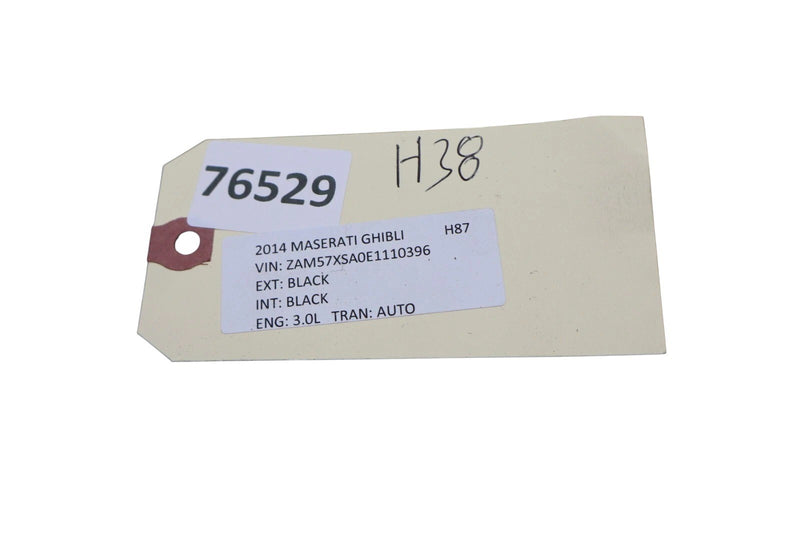 H38
76529
2014 MASERATI GHIBLI H87
VIN: ZAM57XSA0E1110396
EXT: BLACK
INT: BLACK
ENG: 3.0L TRAN: AUTO